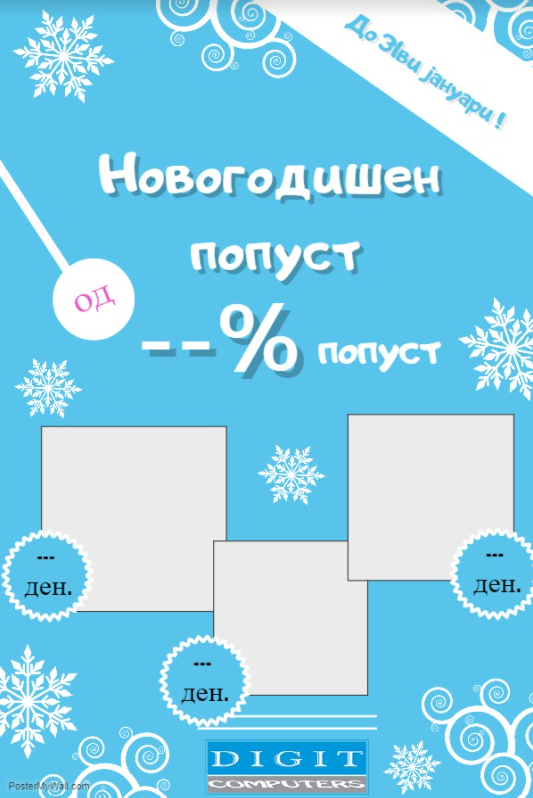 До 31ви јануари !
Новогодишен
попуст
од
--% попуст
---
ден.
---
ден.
---
ден.
DIGIT
COMPUTERS
PosterMyWall.com